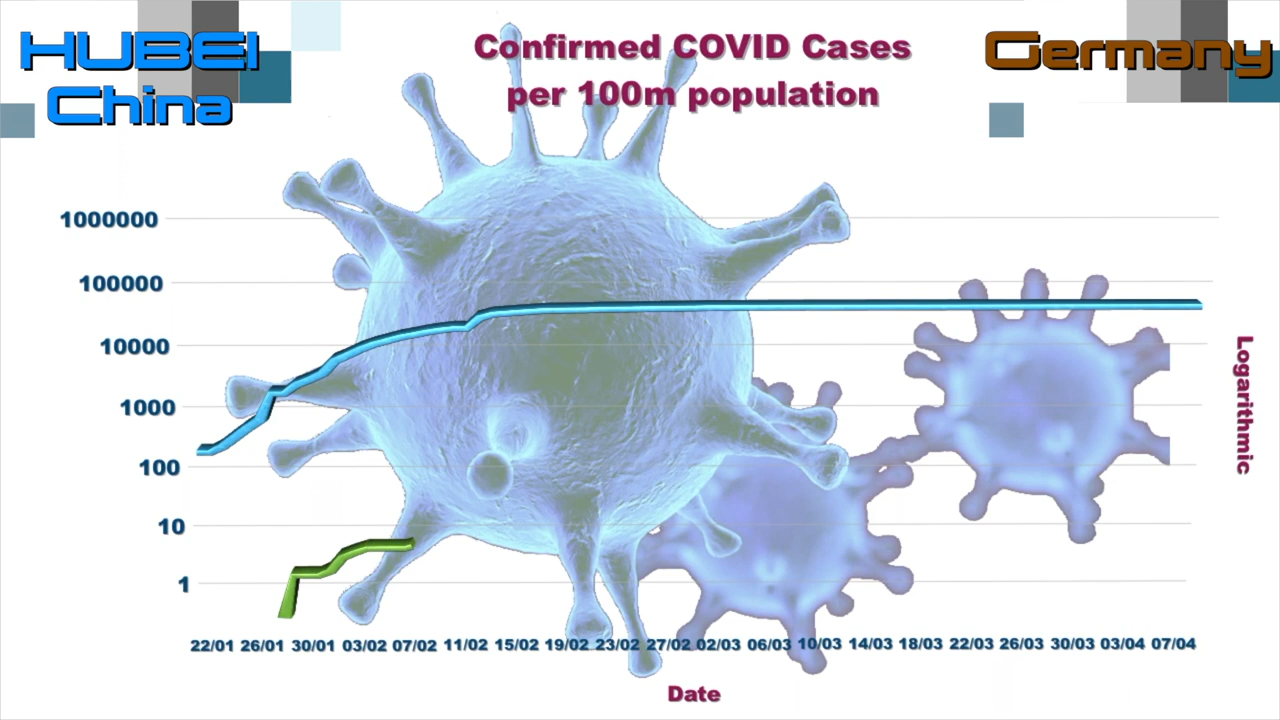 HUBEI
China
Confirmed COVID Cases
per 100m population
Germany
1000000
100000
10000
1000
100
10
1
Logarithmic
22/01 26/01 30/01 03/02 07/02 11/02 15/02 19/02 23/02 27/02 02/03 06/03 10/03 14/03 18/03 22/03 26/03 30/03 03/04 07/04
Date